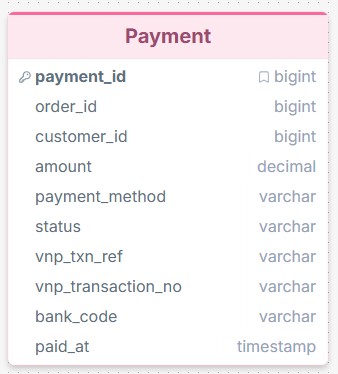 Payment
payment_id bigint
order_id bigint
customer_id bigint
amount decimal
payment_method varchar
status varchar
vnp_txn_ref varchar
vnp_transaction_no varchar
bank_code varchar
paid_at timestamp